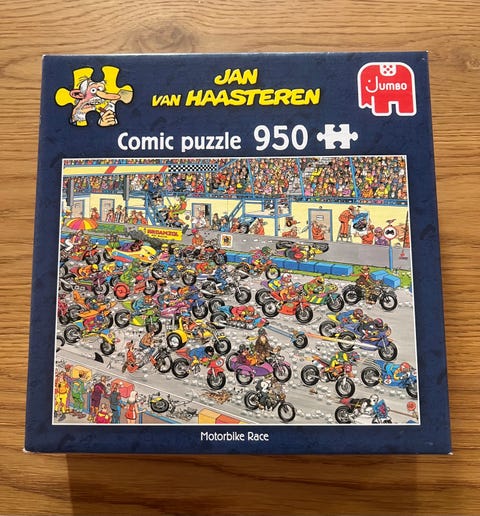 JAN
VAN HAASTEREN
JUMBO
Comic puzzle 950
Motorbike Race